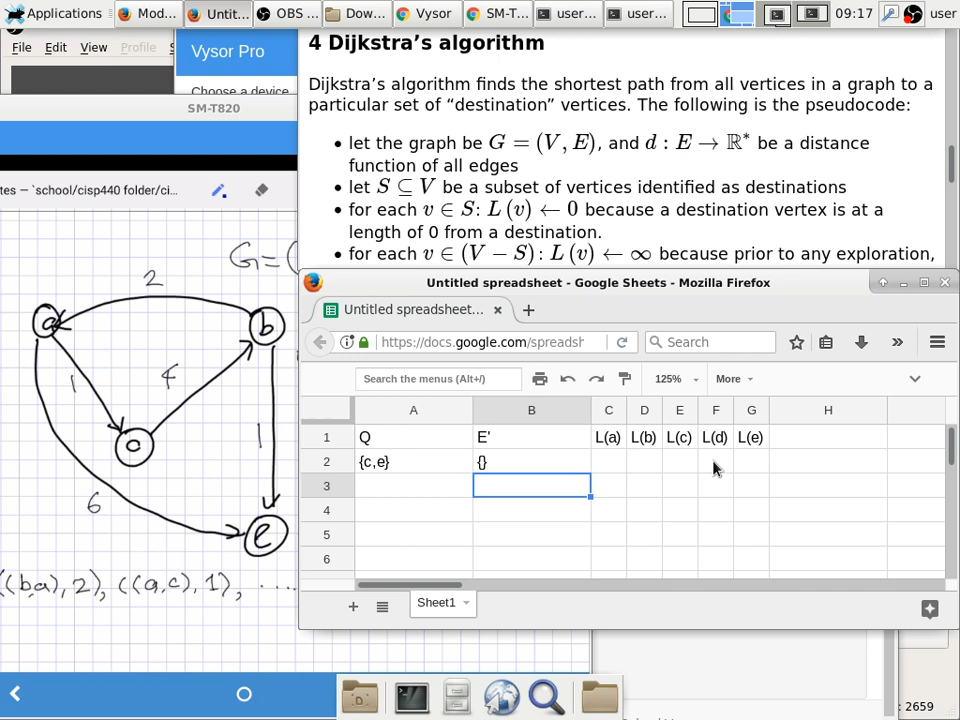 Applications
Mod...
Untit...
OBS ...
Dow...
Vysor
SM-T...
user...
user...
09:17
user
File Edit View Profile
Vysor Pro
Choose a device
SM-T820
tes — `school/cisp440 folder/ci...
G=(
2
a
b
1
4
c
1
6
e
((b,a), 2), ((a,c), 1), ....
4 Dijkstra's algorithm
Dijkstra's algorithm finds the shortest path from all vertices in a graph to a
particular set of “destination” vertices. The following is the pseudocode:
• let the graph be G = (V, E), and d : E → ℝ* be a distance
function of all edges
• let S ⊆ V be a subset of vertices identified as destinations
• for each v ∈ S: L (v) ← 0 because a destination vertex is at a
length of 0 from a destination.
• for each v ∈ (V − S): L (v) ← ∞ because prior to any exploration,
Untitled spreadsheet - Google Sheets - Mozilla Firefox
Untitled spreadsheet...
https://docs.google.com/spreadsh
Search
Search the menus (Alt+/)
125%
More
A B C D E F G H
1 Q E' L(a) L(b) L(c) L(d) L(e)
2 {c,e} {}
3
4
5
6
Sheet1
: 2659